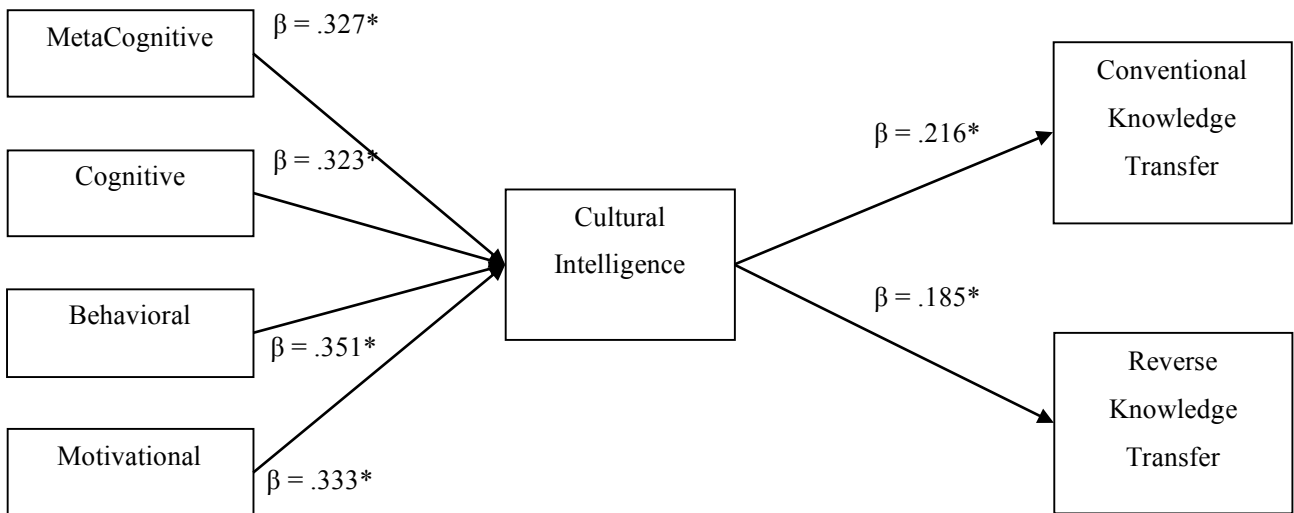 MetaCognitive
β = .327*
Cognitive
β = .323*
Behavioral
β = .351*
Motivational
β = .333*
Cultural
Intelligence
β = .216*
β = .185*
Conventional
Knowledge
Transfer
Reverse
Knowledge
Transfer